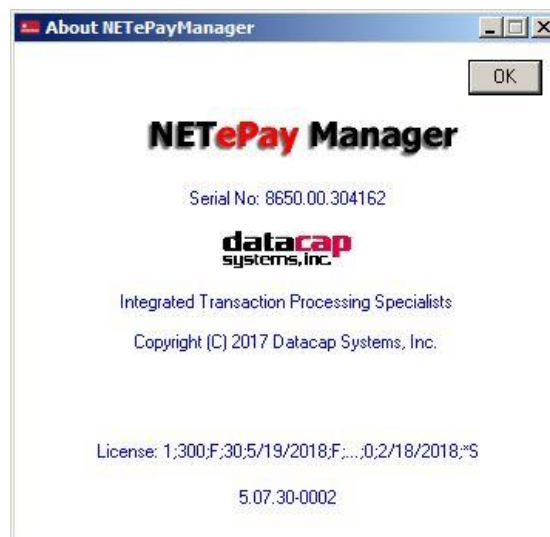 About NETePayManager
OK
NETePay Manager
Serial No: 8650.00.304162
datacap
systems, inc.
Integrated Transaction Processing Specialists
Copyright (C) 2017 Datacap Systems, Inc.
License: 1;300;F;30;5/19/2018;F;...;0;2/18/2018;*S
5.07.30-0002